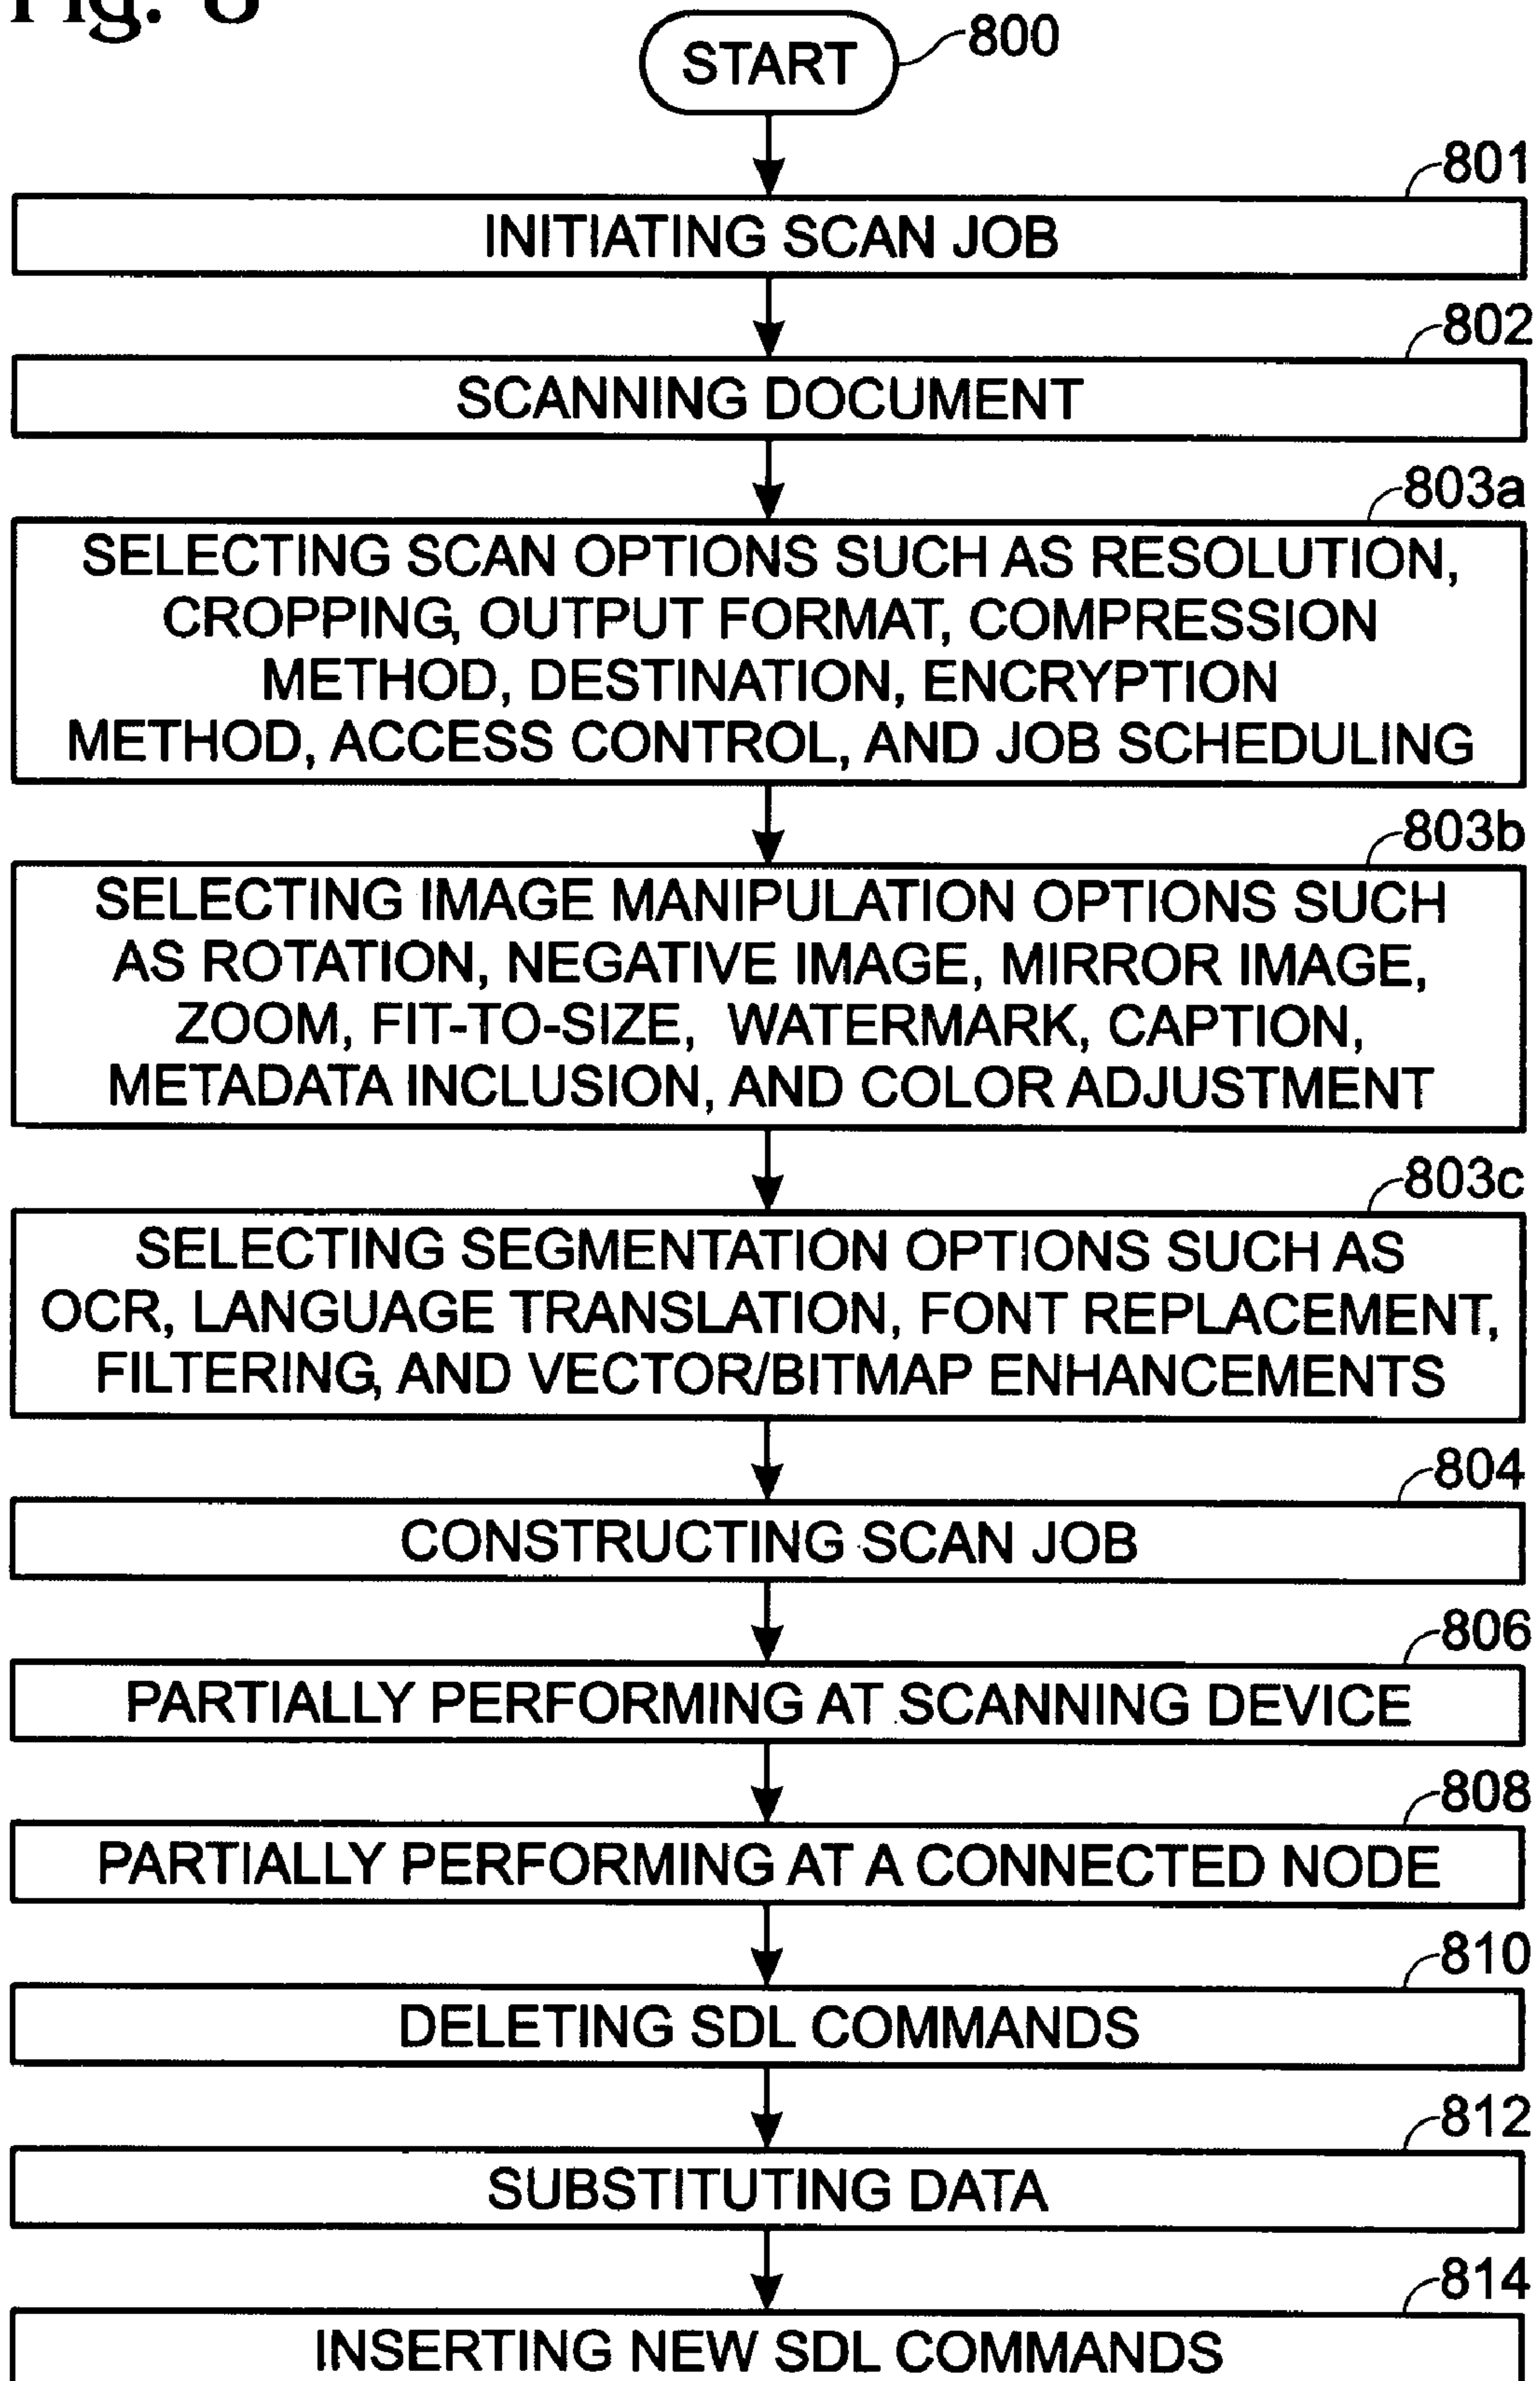 Fig. 8
START
800
801
INITIATING SCAN JOB
802
SCANNING DOCUMENT
803a
SELECTING SCAN OPTIONS SUCH AS RESOLUTION,
CROPPING, OUTPUT FORMAT, COMPRESSION
METHOD, DESTINATION, ENCRYPTION
METHOD, ACCESS CONTROL, AND JOB SCHEDULING
803b
SELECTING IMAGE MANIPULATION OPTIONS SUCH
AS ROTATION, NEGATIVE IMAGE, MIRROR IMAGE,
ZOOM, FIT-TO-SIZE, WATERMARK, CAPTION,
METADATA INCLUSION, AND COLOR ADJUSTMENT
803c
SELECTING SEGMENTATION OPTIONS SUCH AS
OCR, LANGUAGE TRANSLATION, FONT REPLACEMENT,
FILTERING, AND VECTOR/BITMAP ENHANCEMENTS
804
CONSTRUCTING SCAN JOB
806
PARTIALLY PERFORMING AT SCANNING DEVICE
808
PARTIALLY PERFORMING AT A CONNECTED NODE
810
DELETING SDL COMMANDS
812
SUBSTITUTING DATA
814
INSERTING NEW SDL COMMANDS